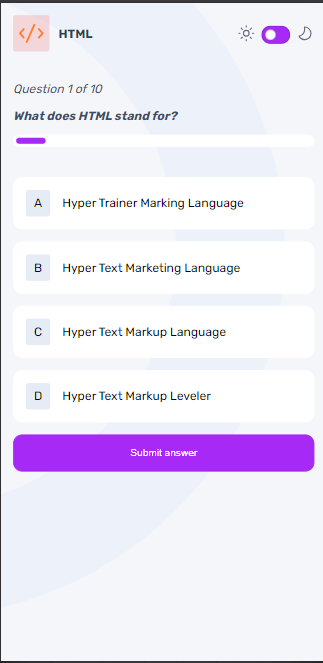 </> HTML
Question 1 of 10
What does HTML stand for?
A Hyper Trainer Marking Language
B Hyper Text Marketing Language
C Hyper Text Markup Language
D Hyper Text Markup Leveler
Submit answer